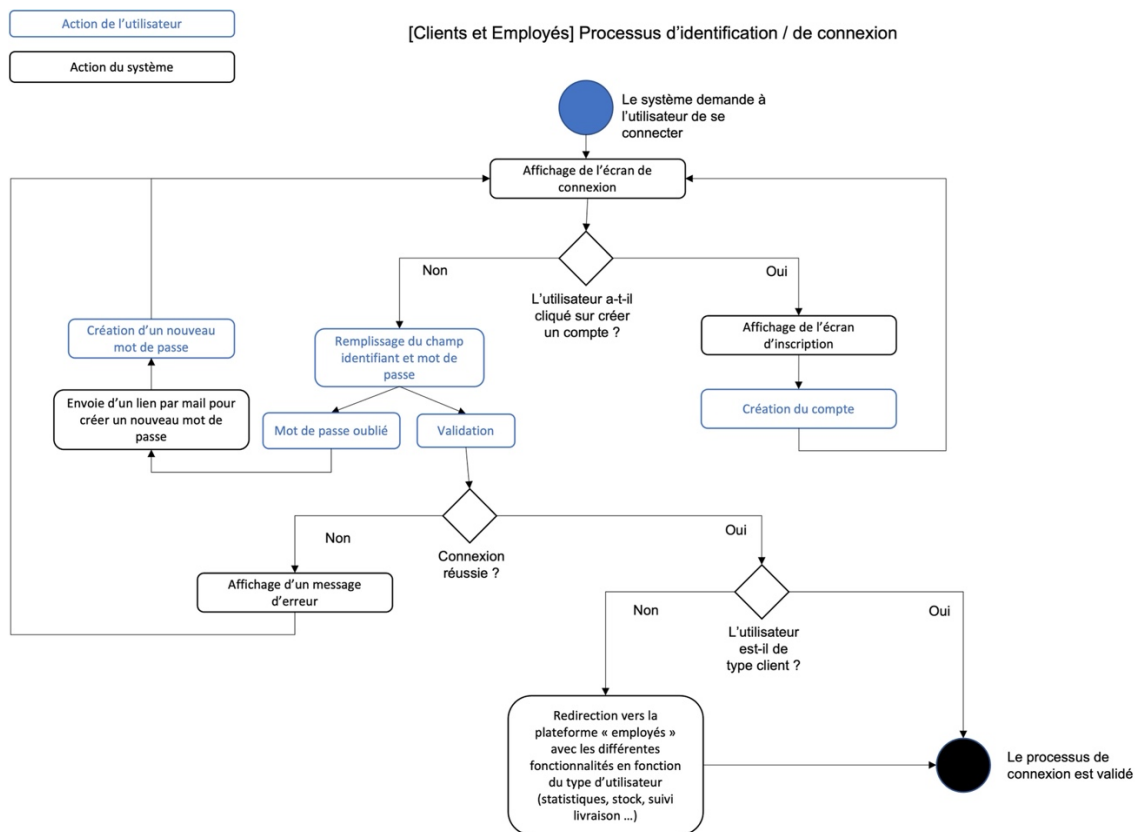 Action de l'utilisateur
[Clients et Employés] Processus d'identification / de connexion
Action du système
Le système demande à
l'utilisateur de se
connecter
Affichage de l'écran de
connexion
Non
Oui
L'utilisateur a-t-il
cliqué sur créer
un compte ?
Création d'un nouveau
mot de passe
Remplissage du champ
identifiant et mot de
passe
Affichage de l'écran
d'inscription
Envoie d'un lien par mail pour
créer un nouveau mot de
passe
Mot de passe oublié
Validation
Création du compte
Non
Oui
Connexion
réussie ?
Affichage d'un message
d'erreur
Non
Oui
L'utilisateur
est-il de
type client ?
Redirection vers la
plateforme « employés »
avec les différentes
fonctionnalités en fonction
du type d'utilisateur
(statistiques, stock, suivi
livraison ...)
Le processus de
connexion est validé